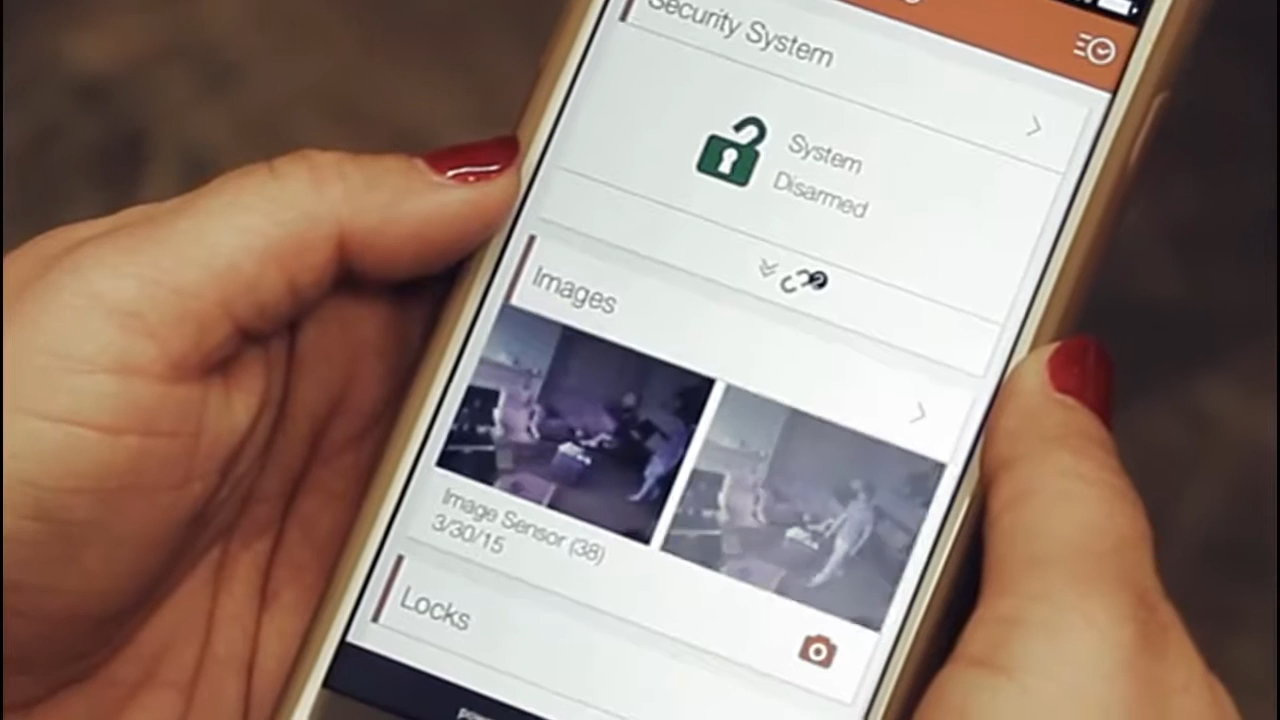 Security System
System
Disarmed
Images
Image Sensor (38)
3/30/15
Locks